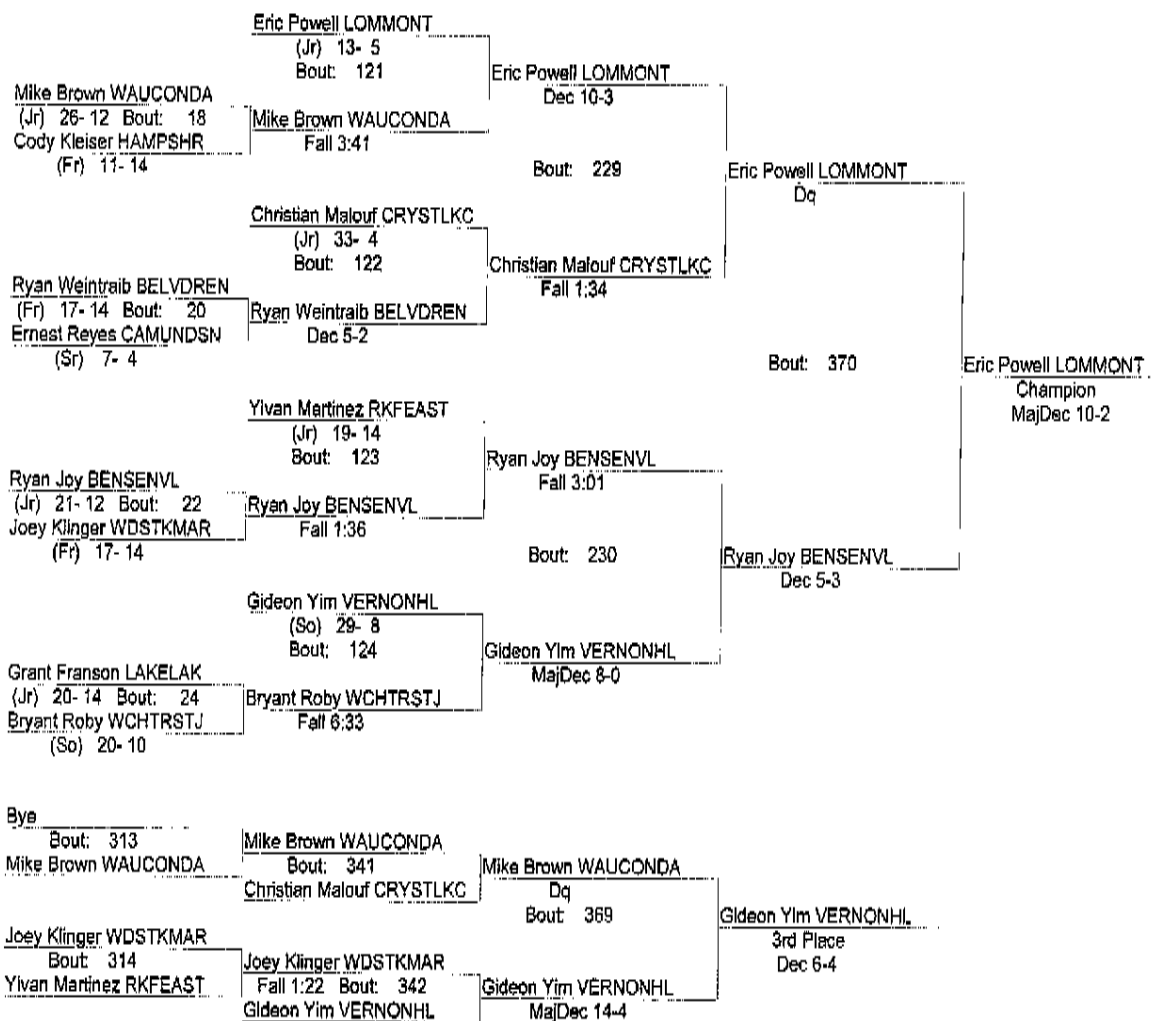 Eric Powell LOMMONT
(Jr) 13- 5
Bout: 121
Eric Powell LOMMONT
Dec 10-3
Mike Brown WAUCONDA
(Jr) 26- 12 Bout: 18
Cody Kleiser HAMPSHR
(Fr) 11- 14
Mike Brown WAUCONDA
Fall 3:41
Bout: 229
Eric Powell LOMMONT
Dq
Christian Malouf CRYSTLKC
(Jr) 33- 4
Bout: 122
Christian Malouf CRYSTLKC
Fall 1:34
Ryan Weintraib BELVDREN
(Fr) 17- 14 Bout: 20
Ernest Reyes CAMUNDSN
(Sr) 7- 4
Ryan Weintraib BELVDREN
Dec 5-2
Bout: 370
Eric Powell LOMMONT
Champion
MajDec 10-2
Yivan Martinez RKFEAST
(Jr) 19- 14
Bout: 123
Ryan Joy BENSENVL
Fall 3:01
Ryan Joy BENSENVL
(Jr) 21- 12 Bout: 22
Joey Klinger WDSTKMAR
(Fr) 17- 14
Ryan Joy BENSENVL
Fall 1:36
Bout: 230
Ryan Joy BENSENVL
Dec 5-3
Gideon Yim VERNONHL
(So) 29- 8
Bout: 124
Gideon Yim VERNONHL
MajDec 8-0
Grant Franson LAKELAK
(Jr) 20- 14 Bout: 24
Bryant Roby WCHTRSTJ
(So) 20- 10
Bryant Roby WCHTRSTJ
Fall 6:33
Bye
Bout: 313
Mike Brown WAUCONDA
Mike Brown WAUCONDA
Bout: 341
Christian Malouf CRYSTLKC
Mike Brown WAUCONDA
Dq
Bout: 369
Gideon Yim VERNONHL
3rd Place
Dec 6-4
Joey Klinger WDSTKMAR
Bout: 314
Yivan Martinez RKFEAST
Joey Klinger WDSTKMAR
Fall 1:22 Bout: 342
Gideon Yim VERNONHL
Gideon Yim VERNONHL
MajDec 14-4